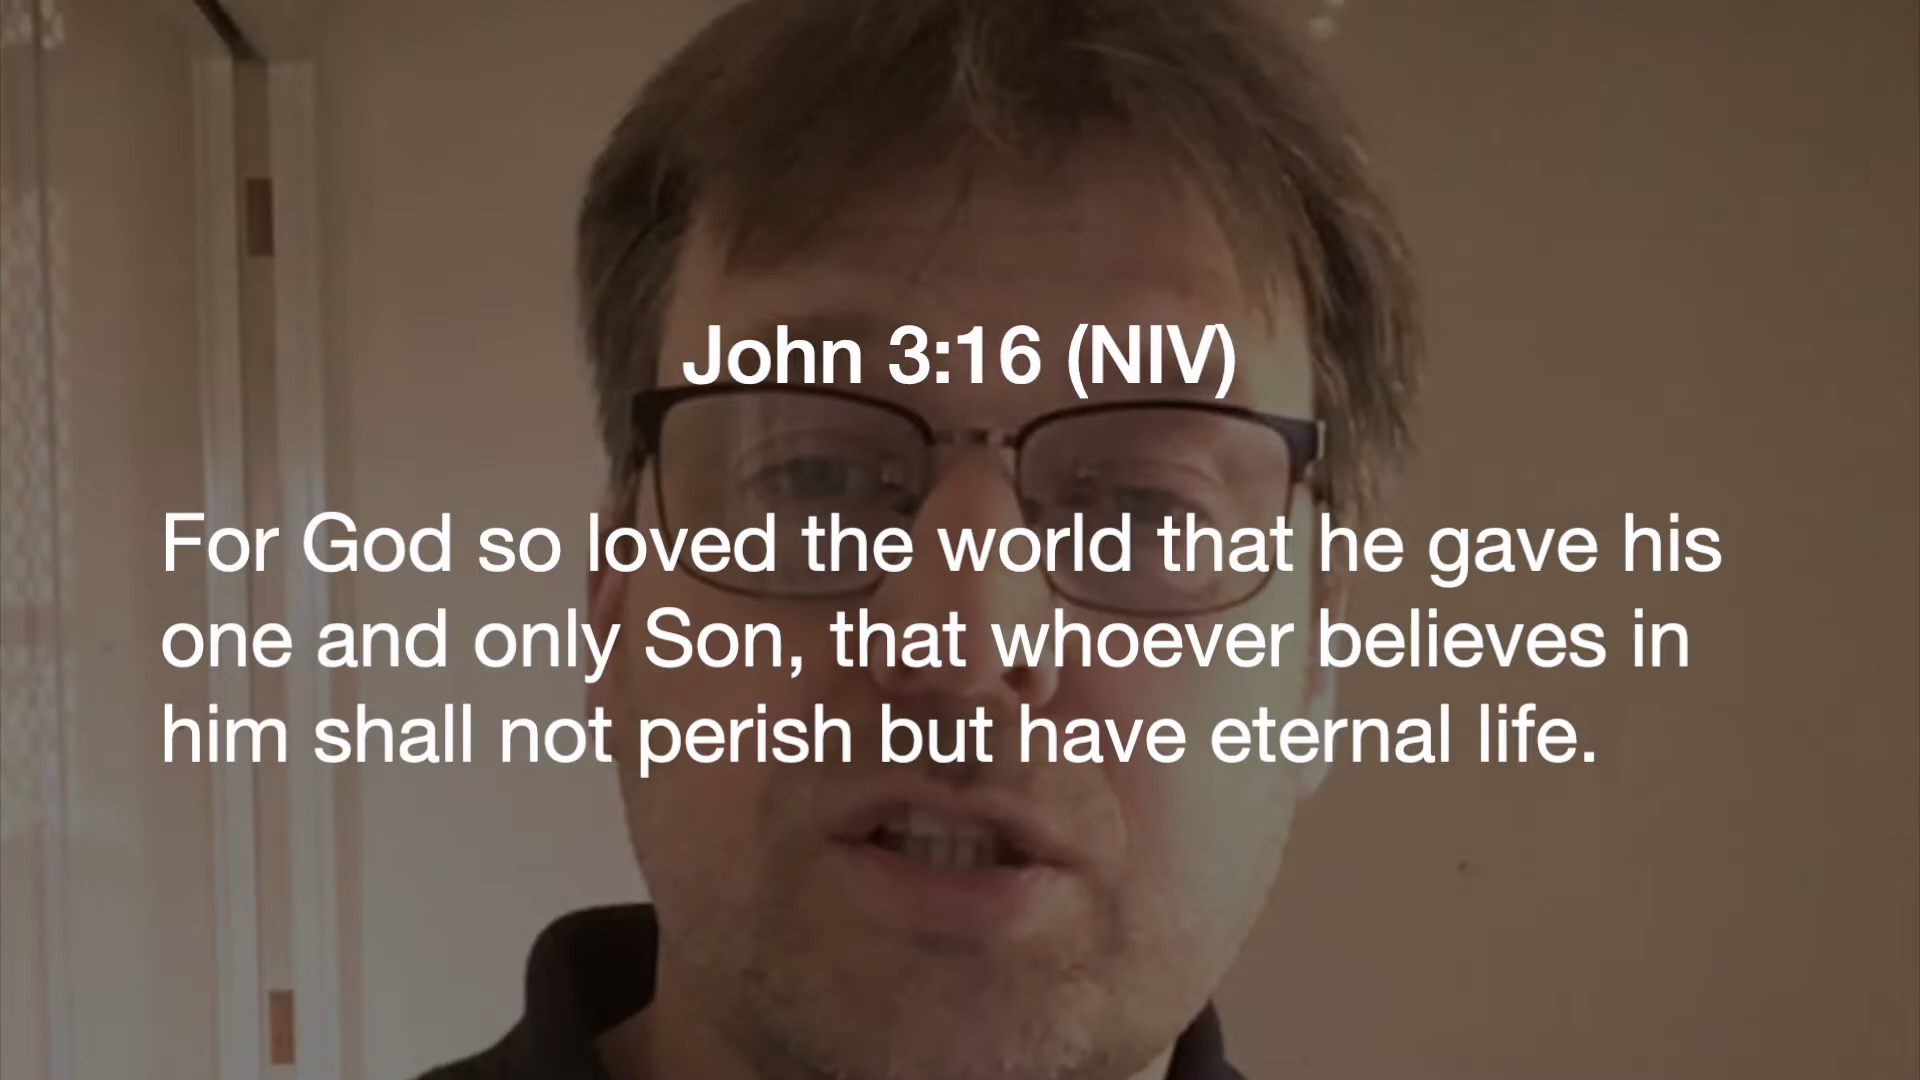 John 3:16 (NIV)
For God so loved the world that he gave his
one and only Son, that whoever believes in
him shall not perish but have eternal life.